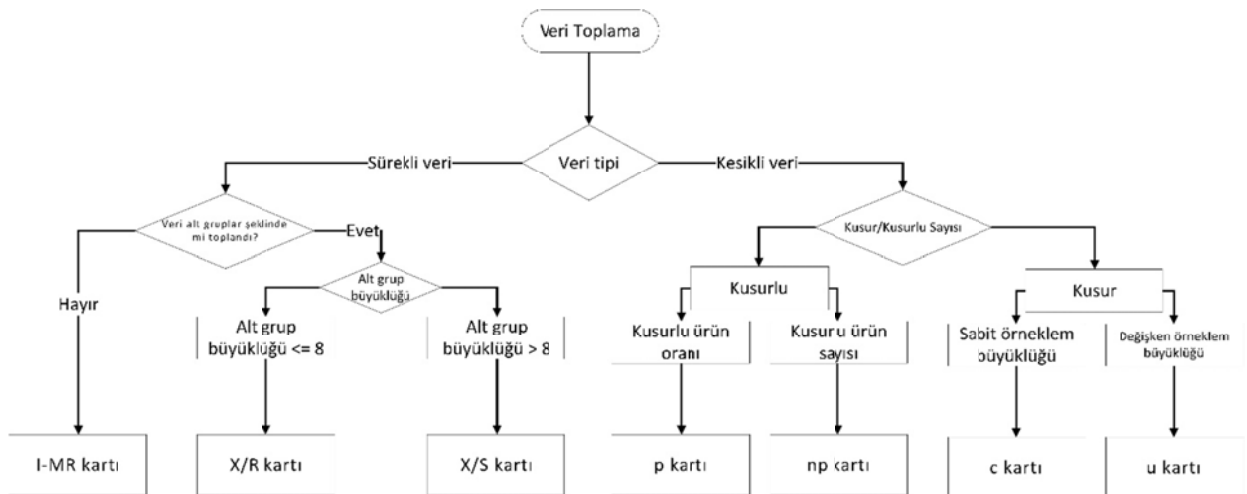 Veri Toplama
Sürekli veri
Veri tipi
Kesikli veri
Veri alt gruplar şeklinde
mi toplandı?
Evet
Kusur/Kusurlu Sayısı
Hayır
Alt grup
büyüklüğü
Kusurlu
Kusur
Alt grup
büyüklüğü <= 8
Alt grup
büyüklüğü > 8
Kusurlu ürün
oranı
Kusurlu ürün
sayısı
Sabit örneklem
büyüklüğü
Değişken örneklem
büyüklüğü
I-MR kartı
X/R kartı
X/S kartı
p kartı
np kartı
c kartı
u kartı